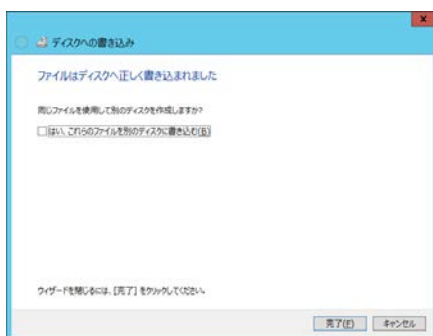 ディスクへの書き込み
ファイルはディスクへ正しく書き込まれました
同じファイルを使用して別のディスクを作成しますか?
はい、これらのファイルを別のディスクに書き込む(B)
ウィザードを閉じるには、[完了] をクリックしてください。
完了(F)
キャンセル